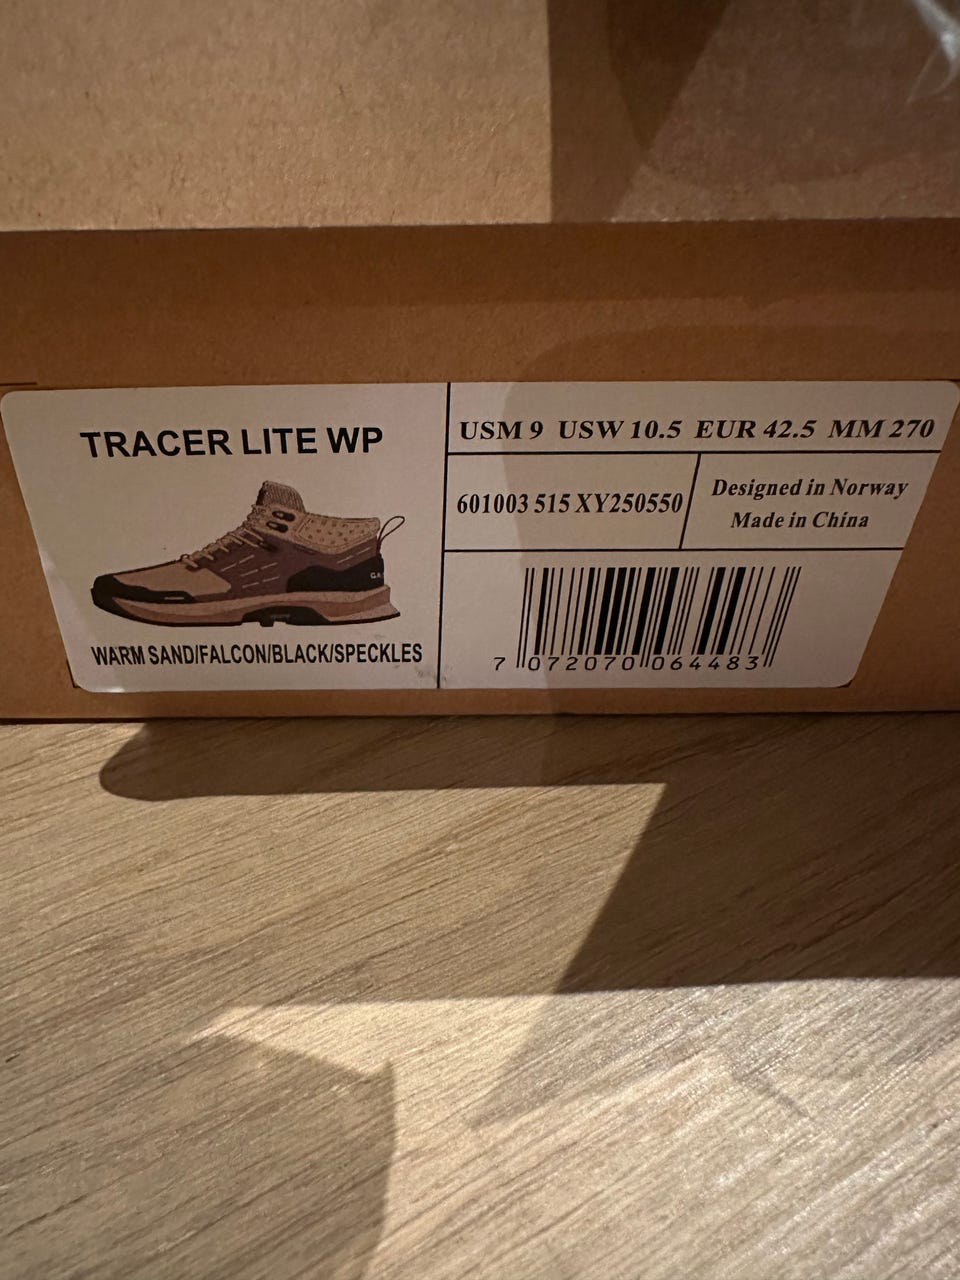 TRACER LITE WP
WARM SAND/FALCON/BLACK/SPECKLES
USM 9 USW 10.5 EUR 42.5 MM 270
601003 515 XY250550
Designed in Norway
Made in China
7 072070 064483